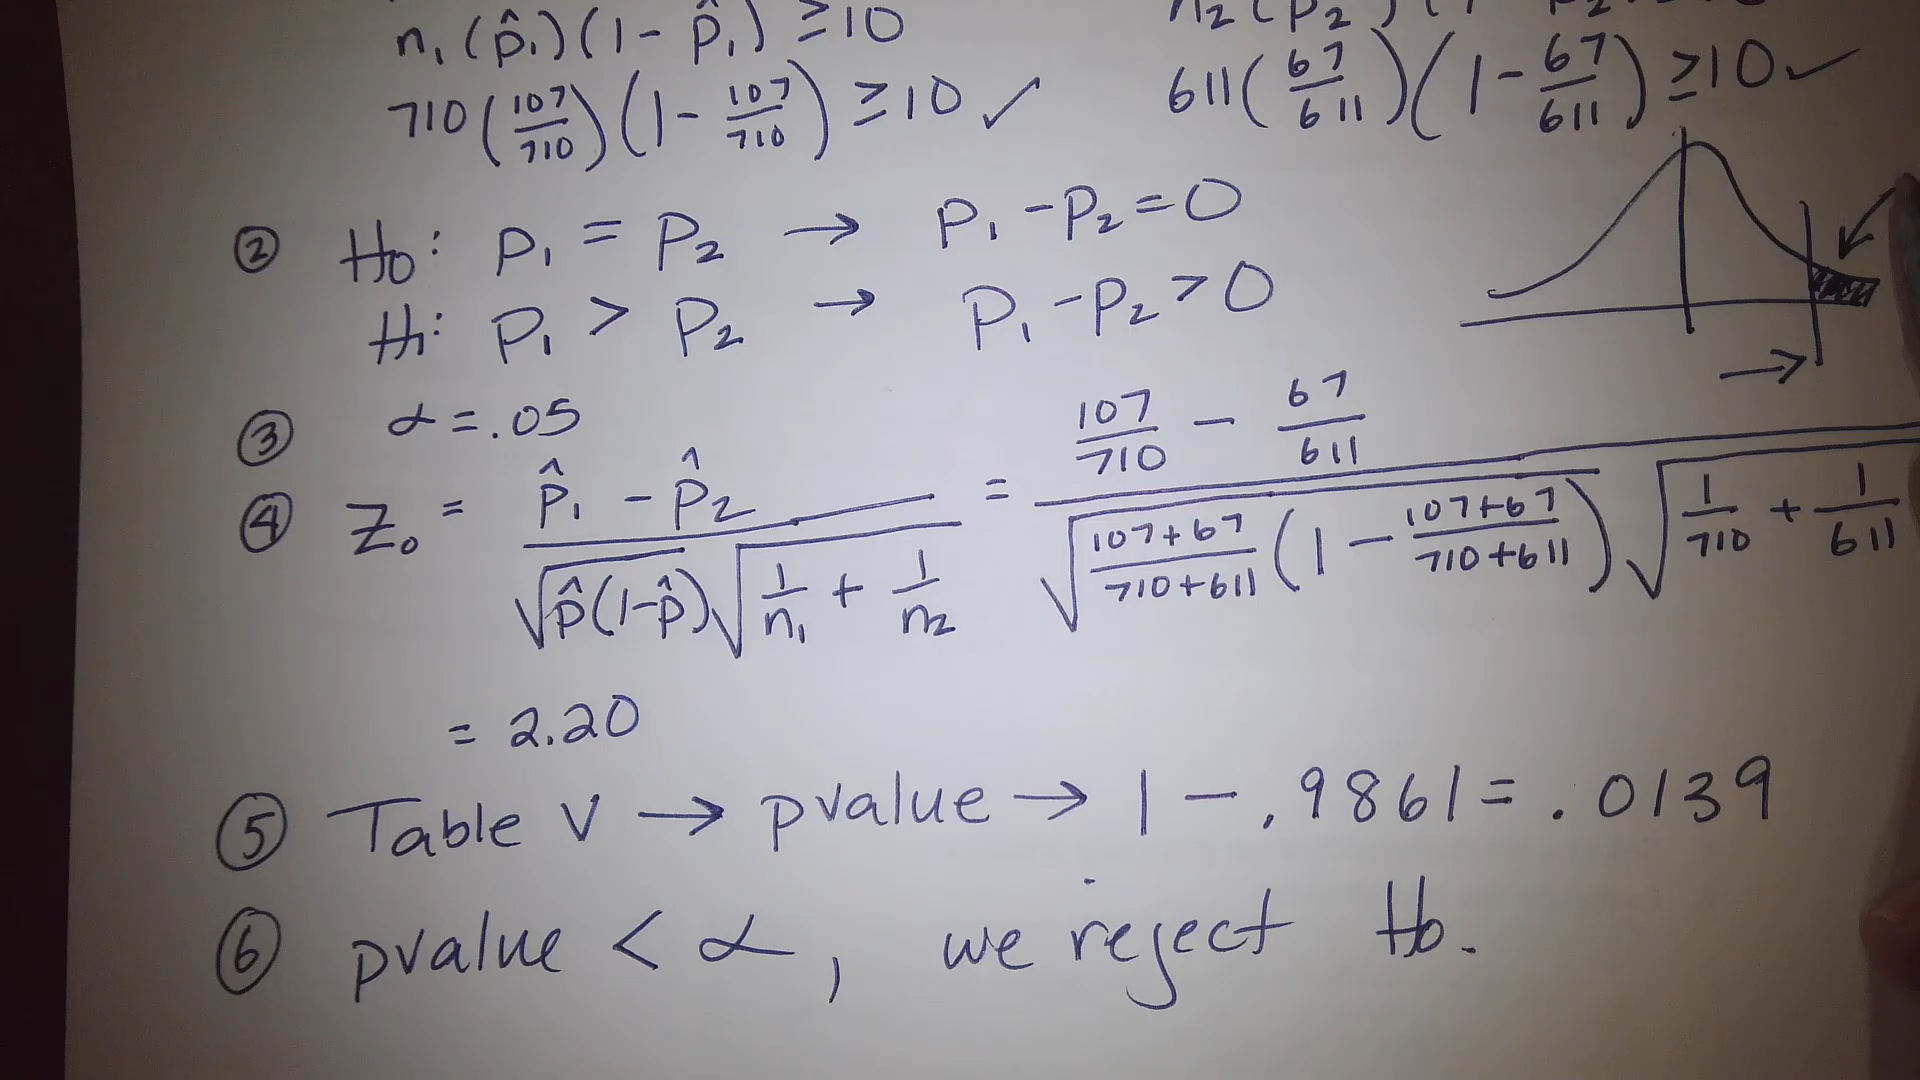 n₁(p̂₁)(1 - p̂₁) ≥ 10
710(107/710)(1 - 107/710) ≥ 10 ✓
611(67/611)(1 - 67/611) ≥ 10 ✓
② H₀: p₁ = p₂ → p₁ - p₂ = 0
H₁: p₁ > p₂ → p₁ - p₂ > 0
③ α = .05
④ Z₀ = (p̂₁ - p̂₂)/(√(p̂(1-p̂)) √(1/n₁ + 1/n₂)) = (107/710 - 67/611)/(√((107+67)/(710+611) (1 - (107+67)/(710+611))) √(1/710 + 1/611))
= 2.20
⑤ Table V → pvalue → 1 - .9861 = .0139
⑥ pvalue < α, we reject H₀.